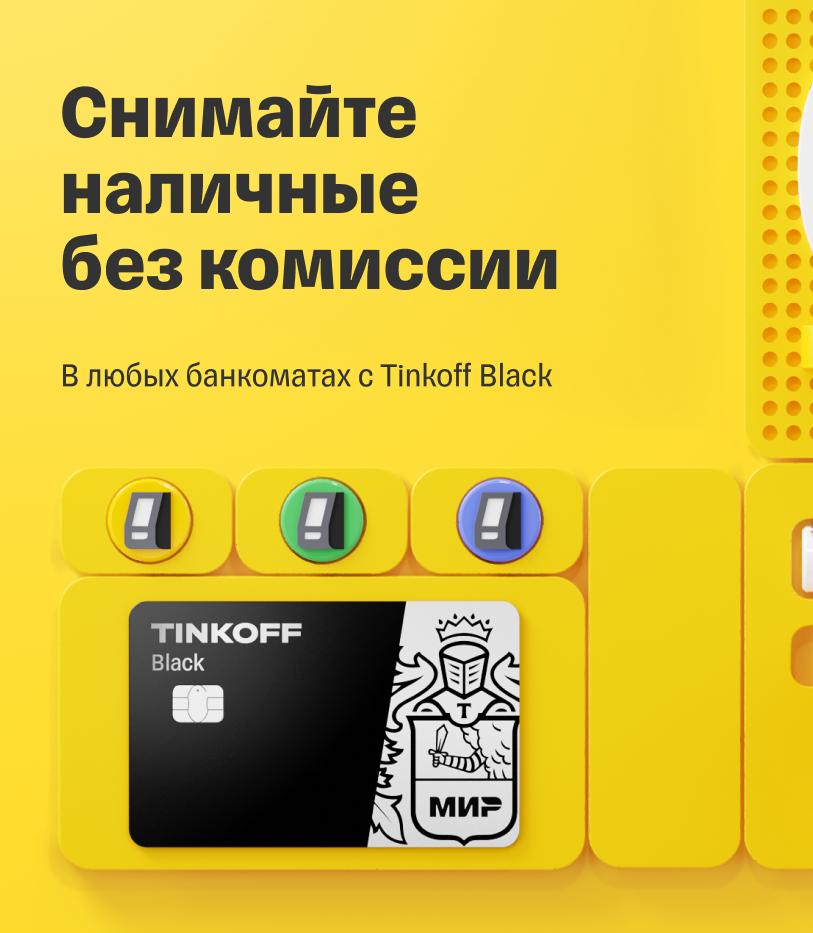 Снимайте
наличные
без комиссии
В любых банкоматах с Tinkoff Black
TINKOFF
Black
T
МИР